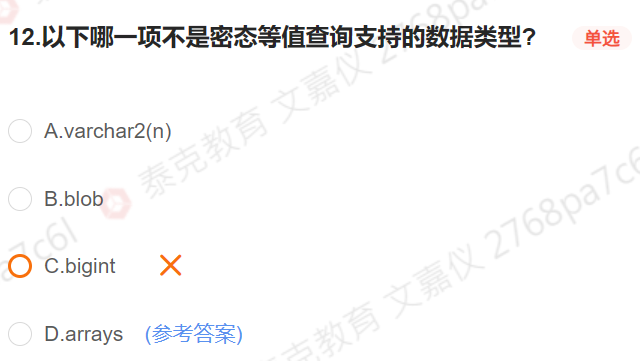 12.以下哪一项不是密态等值查询支持的数据类型?
单选
A.varchar2(n)
B.blob
C.bigint
D.arrays (参考答案)
泰克教育 文嘉仪 2768pa7c6l
a7c6l
泰克教育 文嘉仪 2768pa7c6l